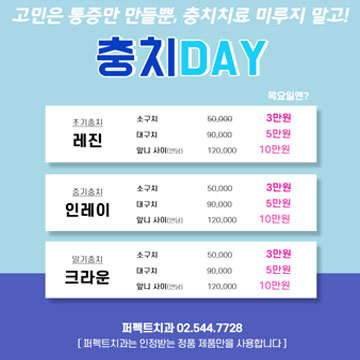 고민은 통증만 만들뿐, 충치치료 미루지 말고!
충치DAY
목요일엔?
초기충치
레진
소구치 50,000 3만원
대구치 90,000 5만원
앞니 사이(면당) 120,000 10만원
중기충치
인레이
소구치 50,000 3만원
대구치 90,000 5만원
앞니 사이(면당) 120,000 10만원
말기충치
크라운
소구치 50,000 3만원
대구치 90,000 5만원
앞니 사이(면당) 120,000 10만원
퍼펙트치과 02.544.7728
[ 퍼펙트치과는 인정받는 정품 제품만을 사용합니다 ]